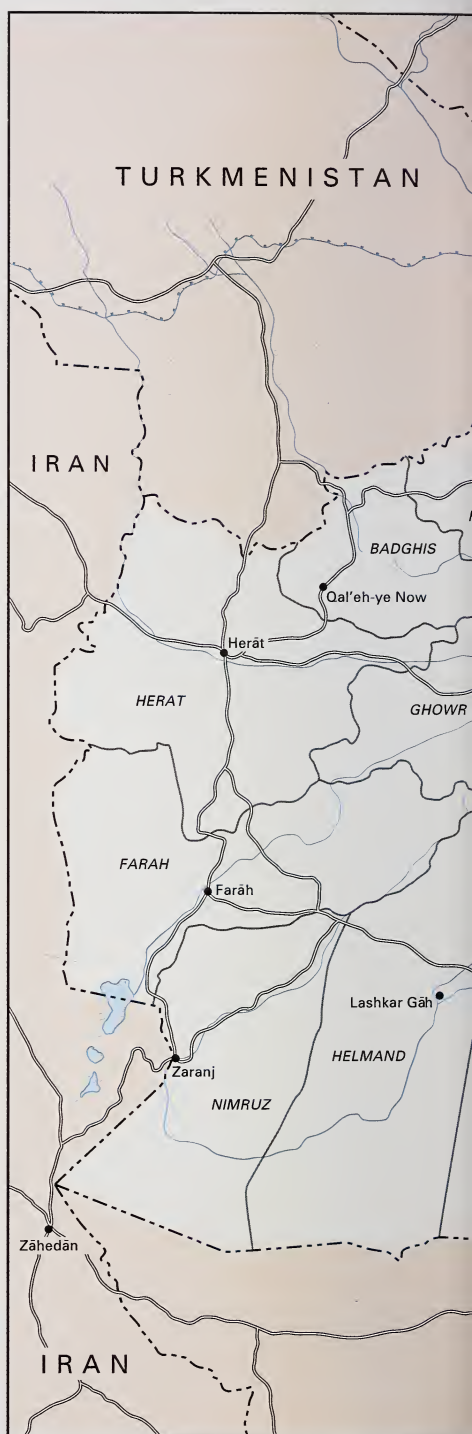 TURKMENISTAN
IRAN
BADGHIS
Qal'eh-ye Now
Herāt
HERAT
GHOWR
FARAH
Farāh
Lashkar Gāh
HELMAND
Zaranj
NIMRUZ
Zāhedān
IRAN